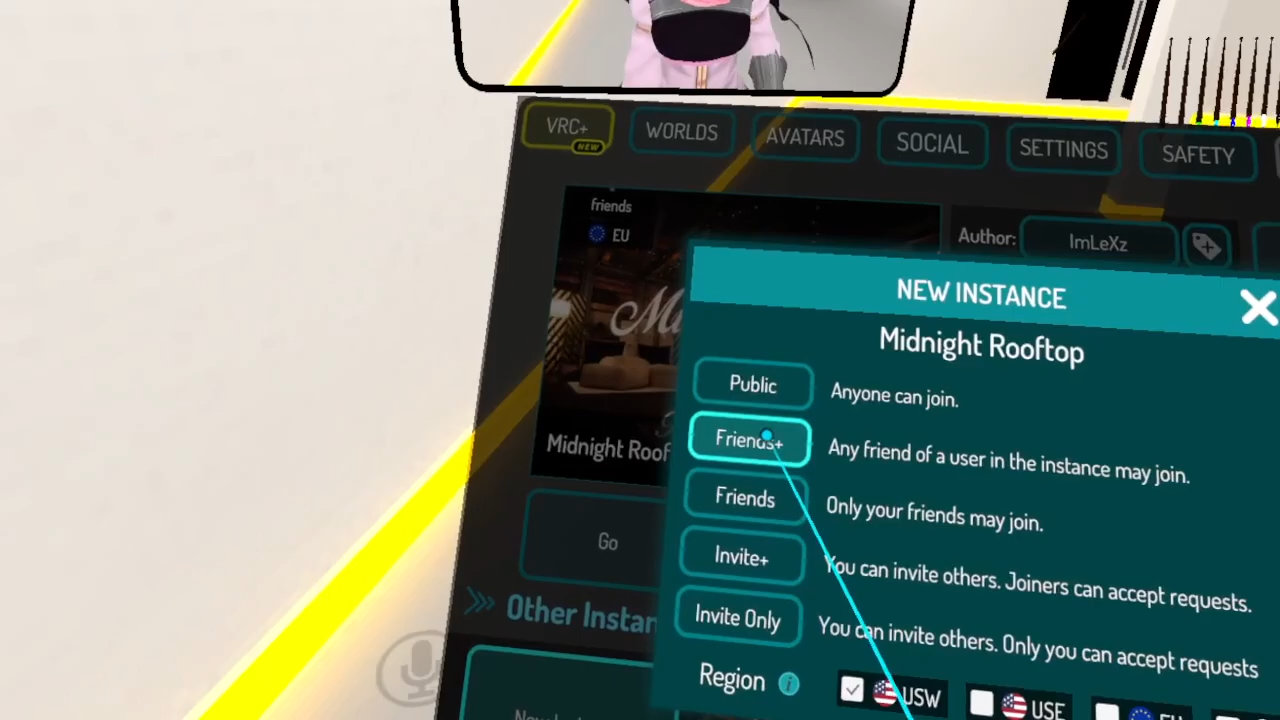 VRC+
NEW
WORLDS
AVATARS
SOCIAL
SETTINGS
SAFETY
friends
EU
Author:
ImLeXz
NEW INSTANCE
Midnight Rooftop
Public
Anyone can join.
Friends+
Any friend of a user in the instance may join.
Friends
Only your friends may join.
Invite+
You can invite others. Joiners can accept requests.
Invite Only
You can invite others. Only you can accept requests
Midnight Roof
Go
Other Instan
Region
USW
USE
EU